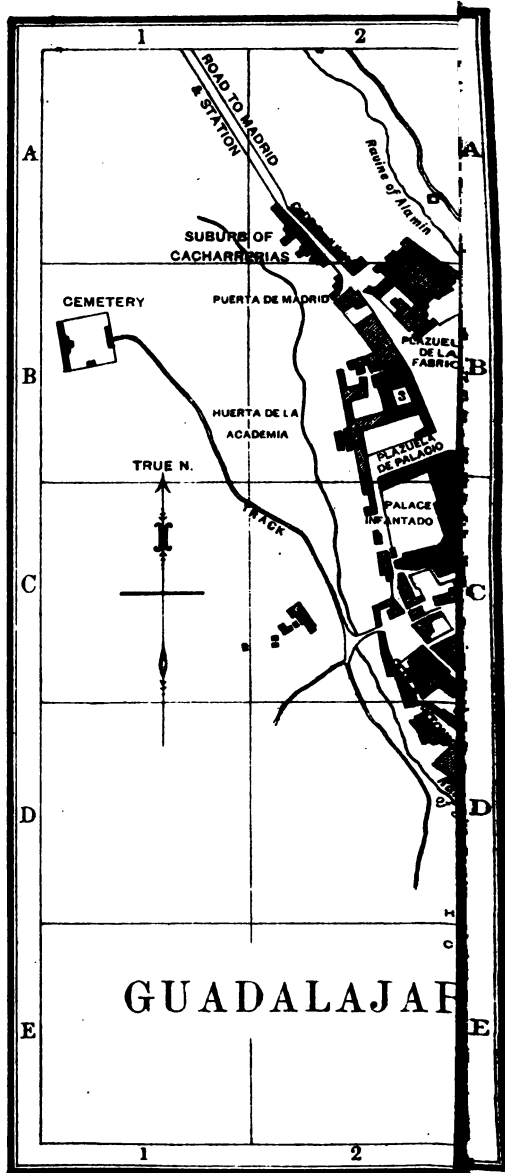 1
2
A
A
ROAD TO MADRID
& STATION
Ravine of Alamin
SUBURB OF
CACHARRERIAS
CEMETERY
PUERTA DE MADRID
PLAZUEL
DE LA
FABRIC
B
B
3
HUERTA DE LA
ACADEMIA
PLAZUELA
DE PALACIO
TRUE N.
PALACE
INFANTADO
TRACK
C
C
D
D
H
C
GUADALAJAR
E
E
1
2